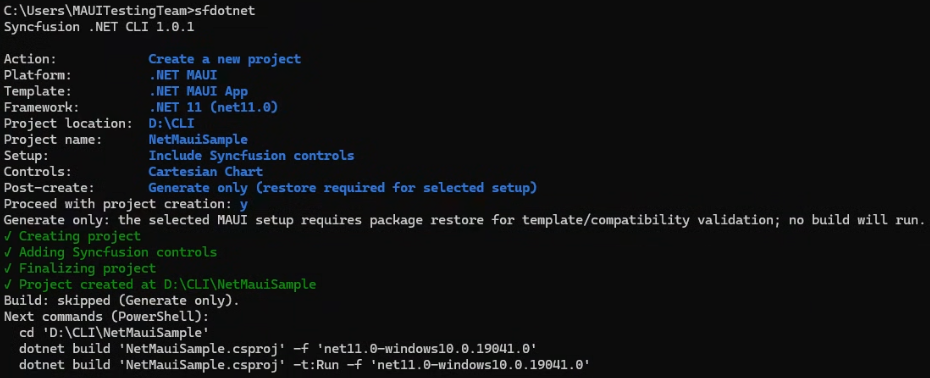 C:\Users\MAUITestingTeam>sfdotnet
Syncfusion .NET CLI 1.0.1
Action: Create a new project
Platform: .NET MAUI
Template: .NET MAUI App
Framework: .NET 11 (net11.0)
Project location: D:\CLI
Project name: NetMauiSample
Setup: Include Syncfusion controls
Controls: Cartesian Chart
Post-create: Generate only (restore required for selected setup)
Proceed with project creation: y
Generate only: the selected MAUI setup requires package restore for template/compatibility validation; no build will run.
√ Creating project
√ Adding Syncfusion controls
√ Finalizing project
√ Project created at D:\CLI\NetMauiSample
Build: skipped (Generate only).
Next commands (PowerShell):
cd 'D:\CLI\NetMauiSample'
dotnet build 'NetMauiSample.csproj' -f 'net11.0-windows10.0.19041.0'
dotnet build 'NetMauiSample.csproj' -t:Run -f 'net11.0-windows10.0.19041.0'